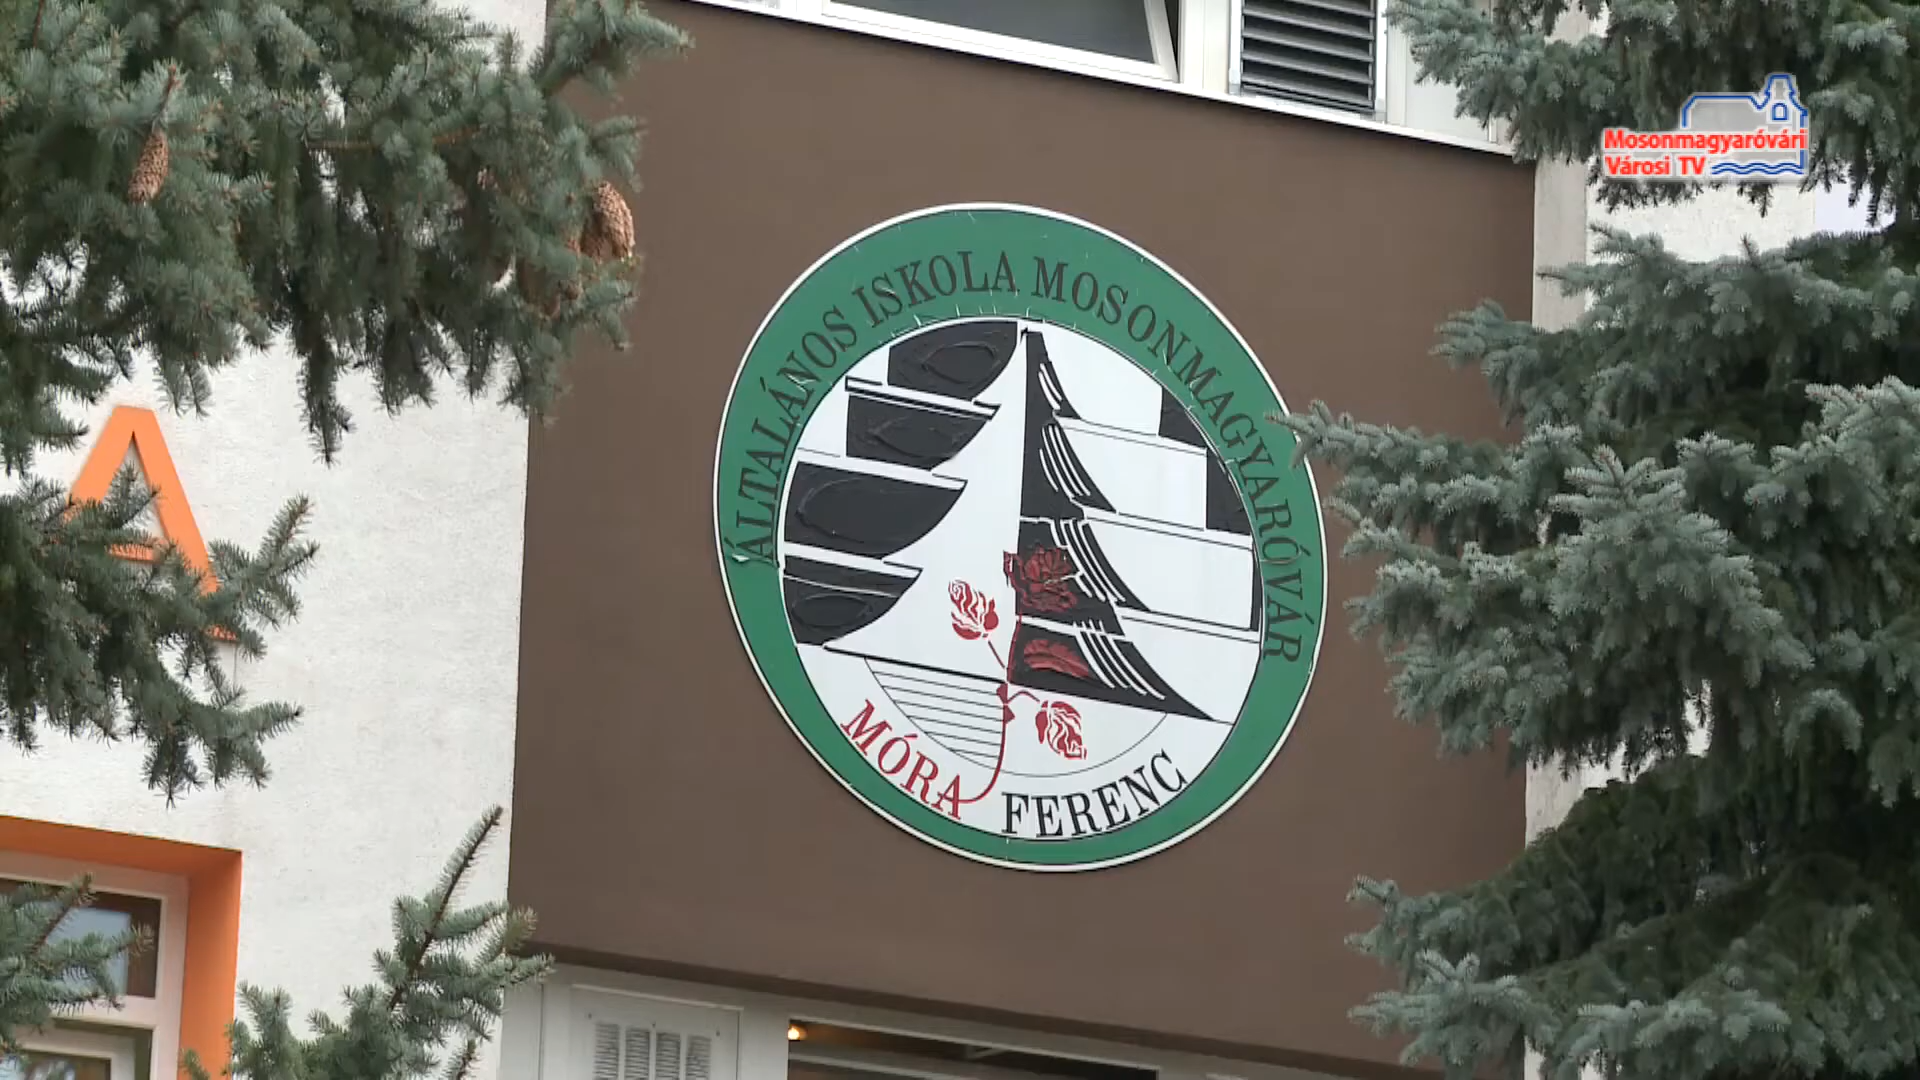 Mosonmagyaróvári
Városi TV
ÁLTALÁNOS ISKOLA MOSONMAGYARÓVÁR
MÓRA FERENC
A